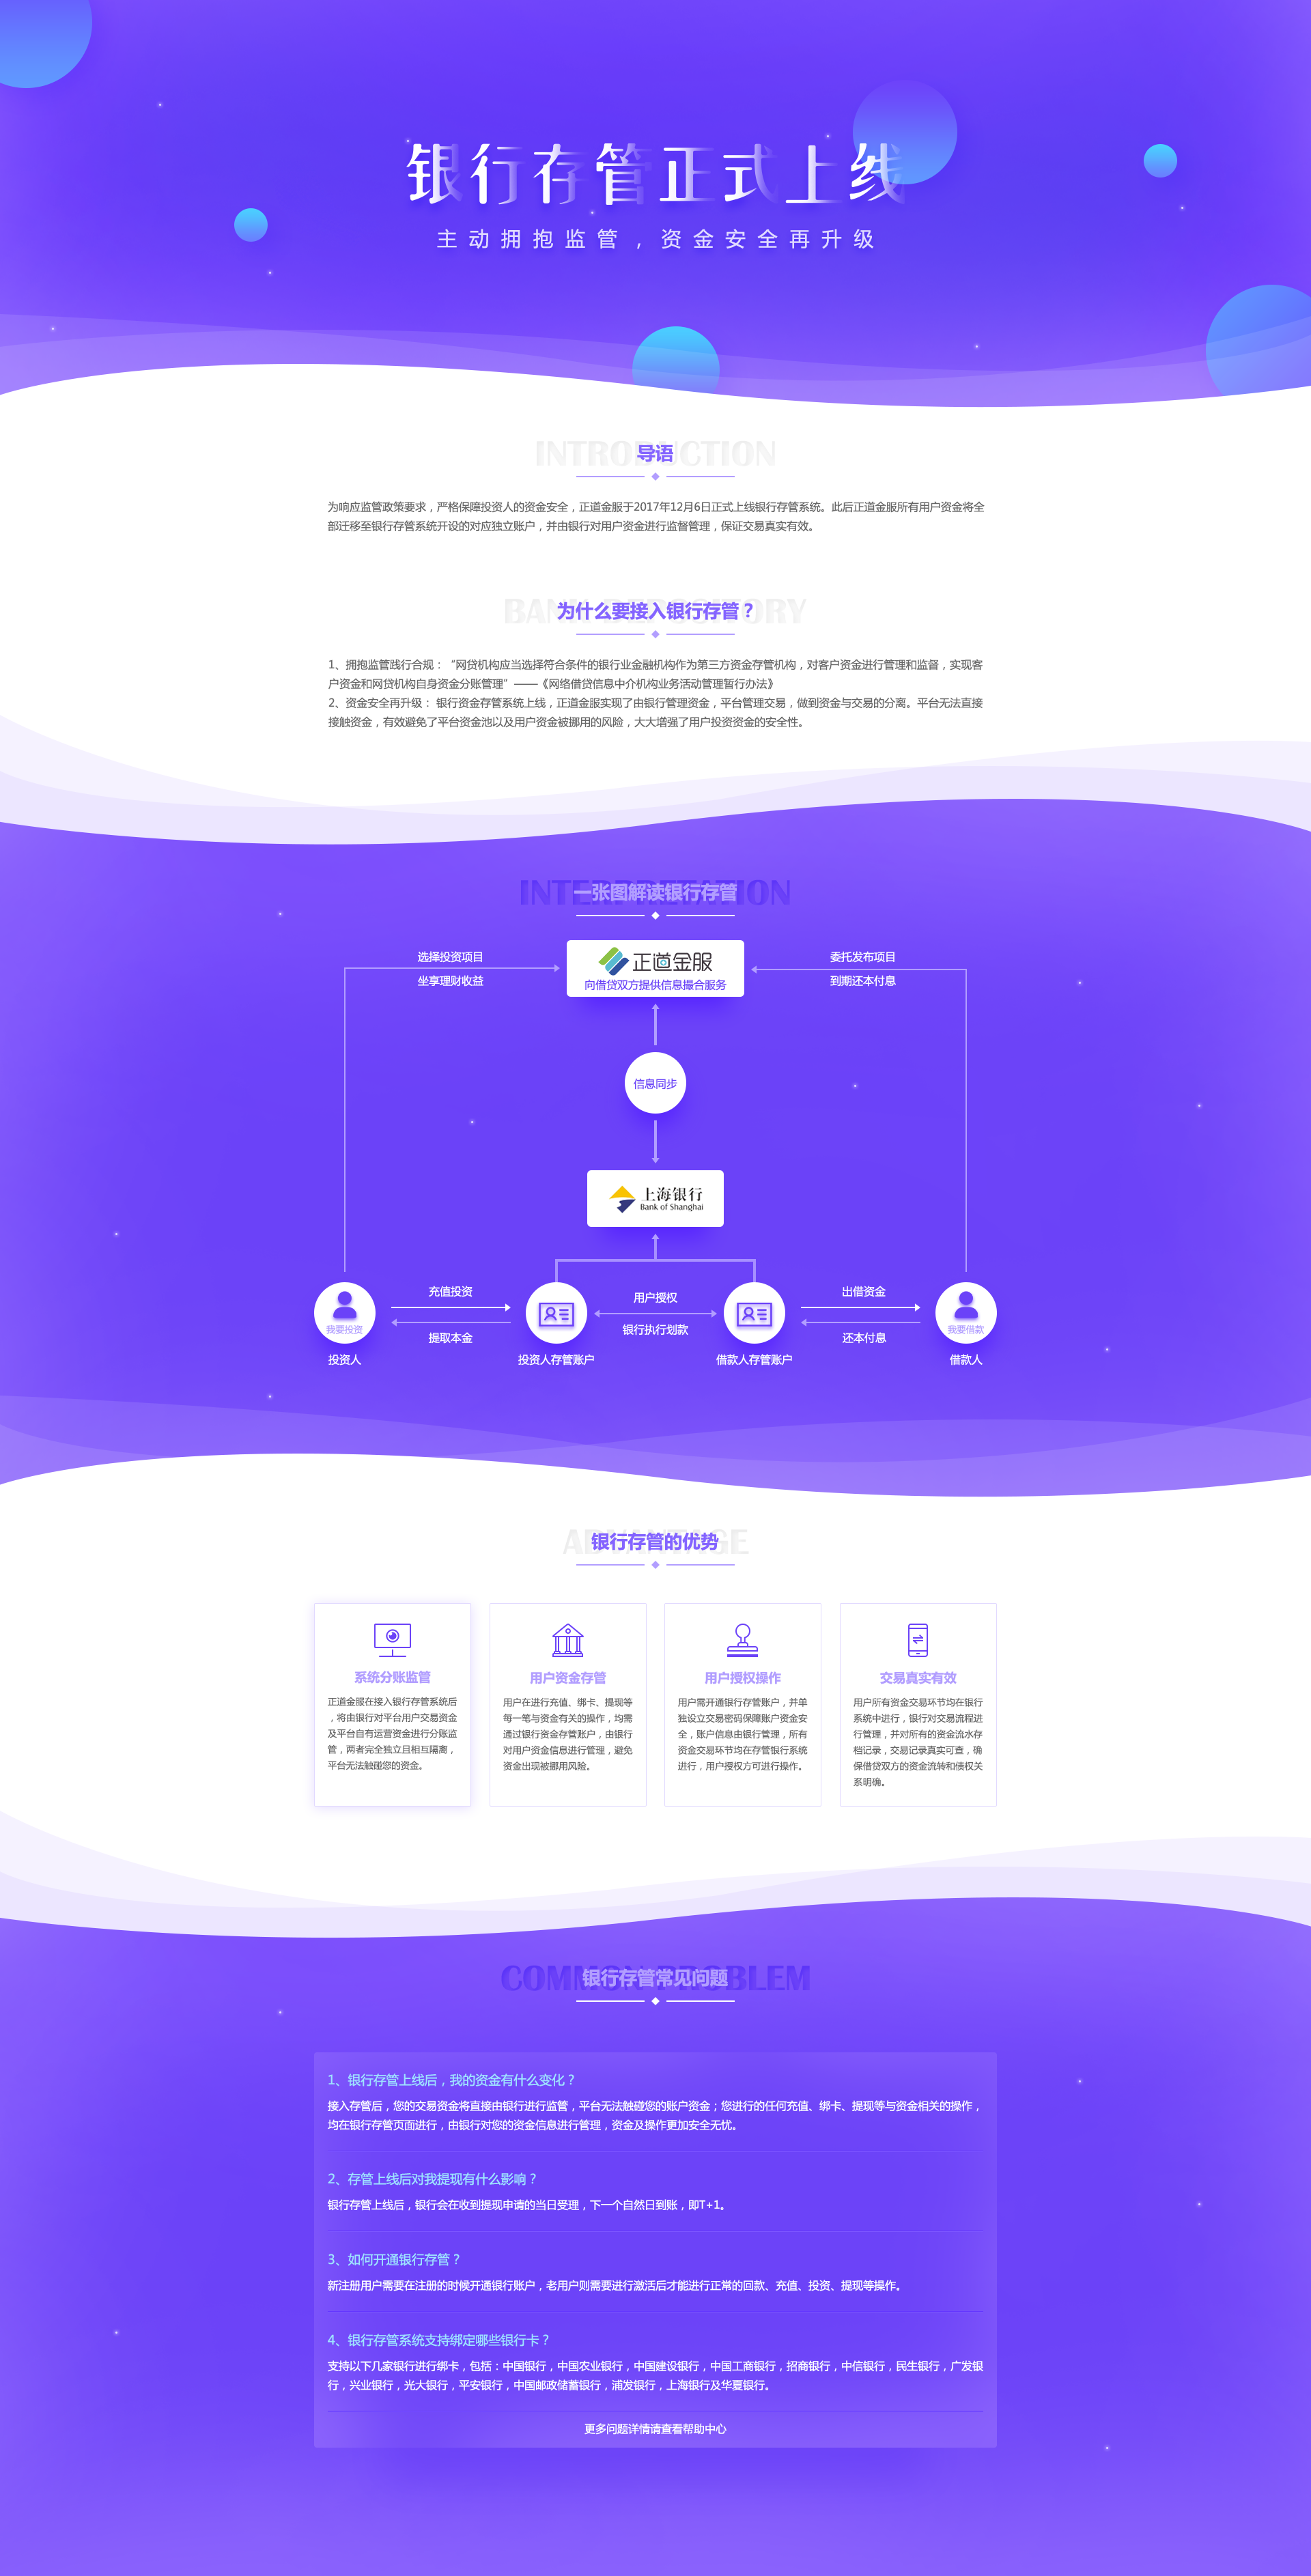 银行存管正式上线
主动拥抱监管，资金安全再升级
INTRODUCTION
导语
为响应监管政策要求，严格保障投资人的资金安全，正道金服于2017年12月6日正式上线银行存管系统。此后正道金服所有用户资金将全
部迁移至银行存管系统开设的对应独立账户，并由银行对用户资金进行监督管理，保证交易真实有效。
BANK DEPOSITORY
为什么要接入银行存管？
1、拥抱监管践行合规：“网贷机构应当选择符合条件的银行业金融机构作为第三方资金存管机构，对客户资金进行管理和监督，实现客
户资金和网贷机构自身资金分账管理”——《网络借贷信息中介机构业务活动管理暂行办法》
2、资金安全再升级： 银行资金存管系统上线，正道金服实现了由银行管理资金，平台管理交易，做到资金与交易的分离。平台无法直接
接触资金，有效避免了平台资金池以及用户资金被挪用的风险，大大增强了用户投资资金的安全性。
INTERPRETATION
一张图解读银行存管
选择投资项目
坐享理财收益
正道金服
向借贷双方提供信息撮合服务
委托发布项目
到期还本付息
信息同步
上海银行
Bank of Shanghai
我要投资
投资人
充值投资
提取本金
投资人存管账户
用户授权
银行执行划款
借款人存管账户
出借资金
还本付息
我要借款
借款人
ADVANTAGE
银行存管的优势
系统分账监管
正道金服在接入银行存管系统后
，将由银行对平台用户交易资金
及平台自有运营资金进行分账监
管，两者完全独立且相互隔离，
平台无法触碰您的资金。
用户资金存管
用户在进行充值、绑卡、提现等
每一笔与资金有关的操作，均需
通过银行资金存管账户，由银行
对用户资金信息进行管理，避免
资金出现被挪用风险。
用户授权操作
用户需开通银行存管账户，并单
独设立交易密码保障账户资金安
全，账户信息由银行管理，所有
资金交易环节均在存管银行系统
进行，用户授权方可进行操作。
交易真实有效
用户所有资金交易环节均在银行
系统中进行，银行对交易流程进
行管理，并对所有的资金流水存
档记录，交易记录真实可查，确
保借贷双方的资金流转和债权关
系明确。
COMMON PROBLEM
银行存管常见问题
1、银行存管上线后，我的资金有什么变化？
接入存管后，您的交易资金将直接由银行进行监管，平台无法触碰您的账户资金；您进行的任何充值、绑卡、提现等与资金相关的操作，
均在银行存管页面进行，由银行对您的资金信息进行管理，资金及操作更加安全无忧。
2、存管上线后对我提现有什么影响？
银行存管上线后，银行会在收到提现申请的当日受理，下一个自然日到账，即T+1。
3、如何开通银行存管？
新注册用户需要在注册的时候开通银行账户，老用户则需要进行激活后才能进行正常的回款、充值、投资、提现等操作。
4、银行存管系统支持绑定哪些银行卡？
支持以下几家银行进行绑卡，包括：中国银行，中国农业银行，中国建设银行，中国工商银行，招商银行，中信银行，民生银行，广发银
行，兴业银行，光大银行，平安银行，中国邮政储蓄银行，浦发银行，上海银行及华夏银行。
更多问题详情请查看帮助中心